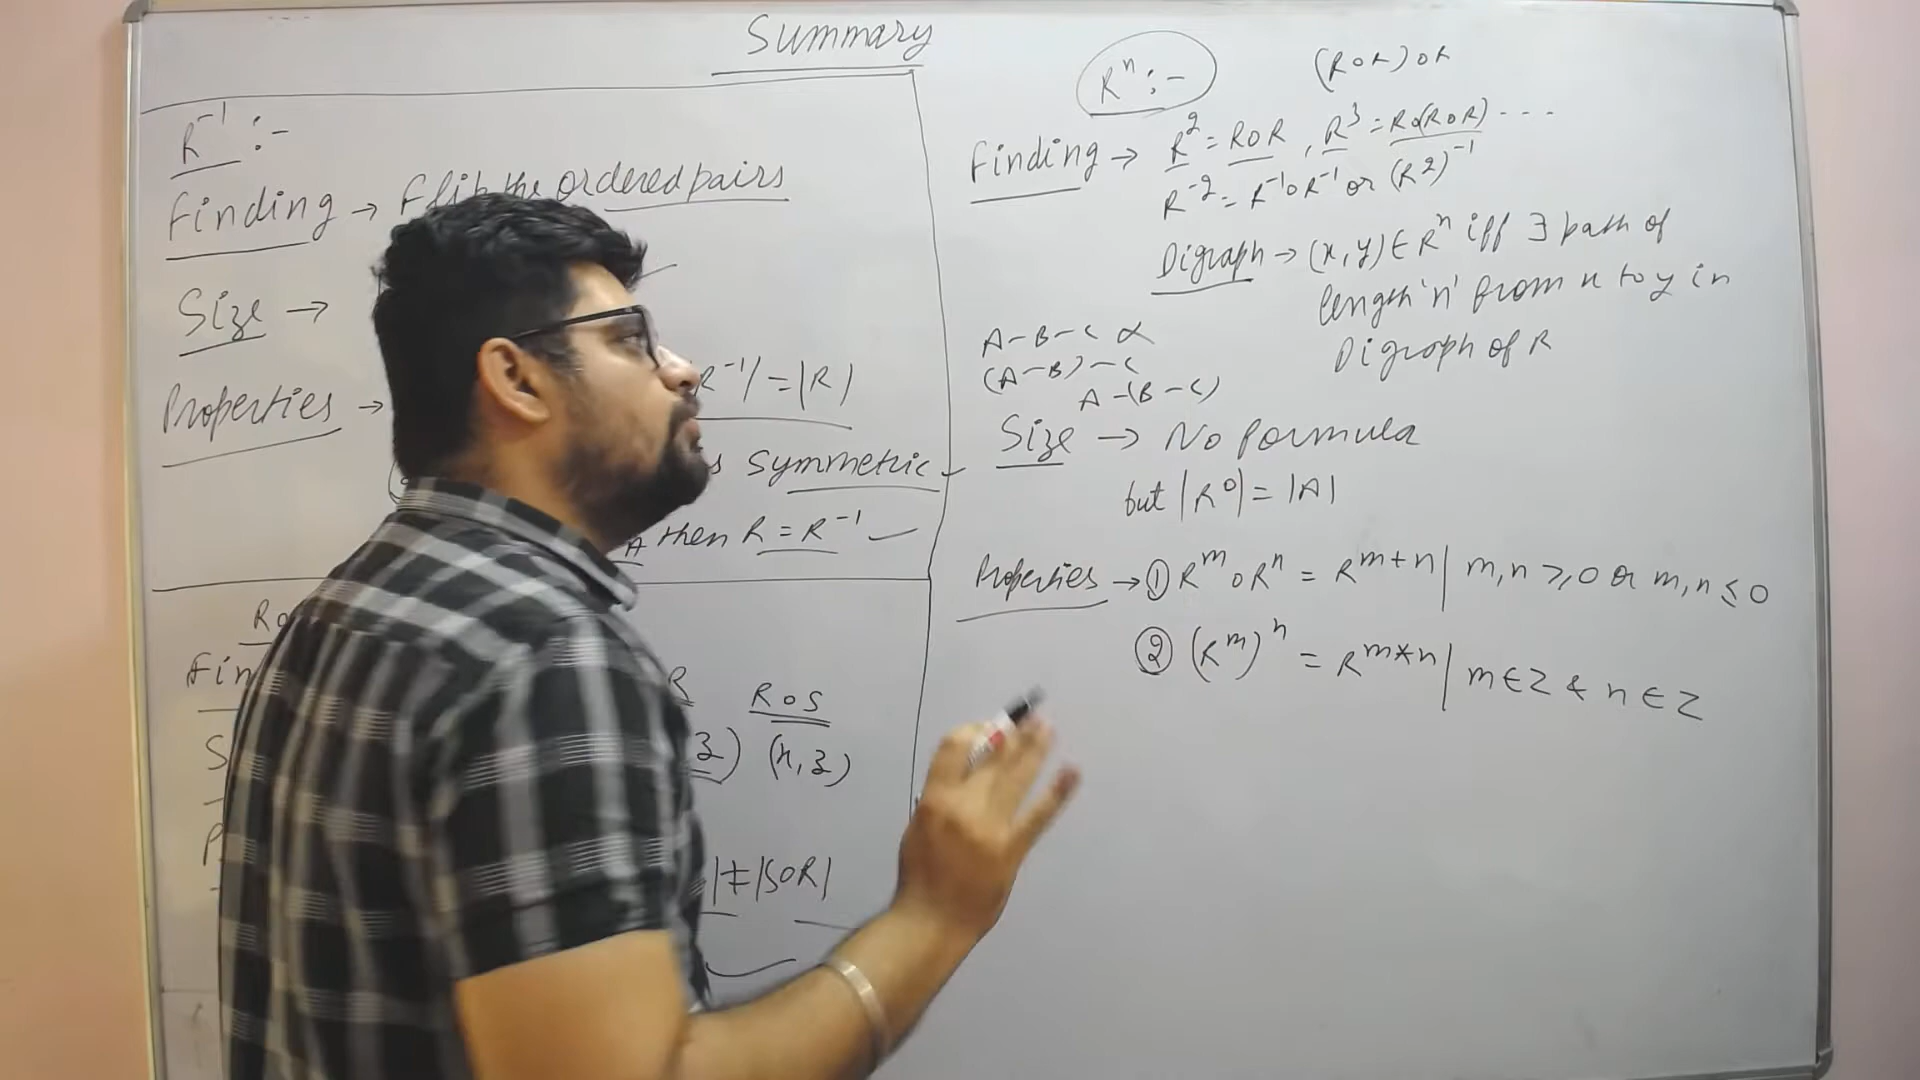 Summary
R⁻¹ :-
Finding → Flip the ordered pairs
Size →
Properties →
R⁻¹| = |R|
symmetric
A then R = R⁻¹
Ro
Fin
R RoS
3) (x,3)
|≠|SOR|
Rⁿ :-
(ROR)OR
Finding → R² = ROR , R³ = RO(ROR) ...
R⁻² = R⁻¹OR⁻¹ or (R²)⁻¹
Digraph → (x,y) ∈ Rⁿ iff ∃ path of
length 'n' from x to y in
Digraph of R
A-B-C α
(A-B)-C
A-(B-C)
Size → No formula
but |R⁰| = |A|
Properties → ① Rᵐ O Rⁿ = Rᵐ⁺ⁿ | m,n ≥ 0 or m,n ≤ 0
② (Rᵐ)ⁿ = R^m*n | m ∈ Z & n ∈ Z